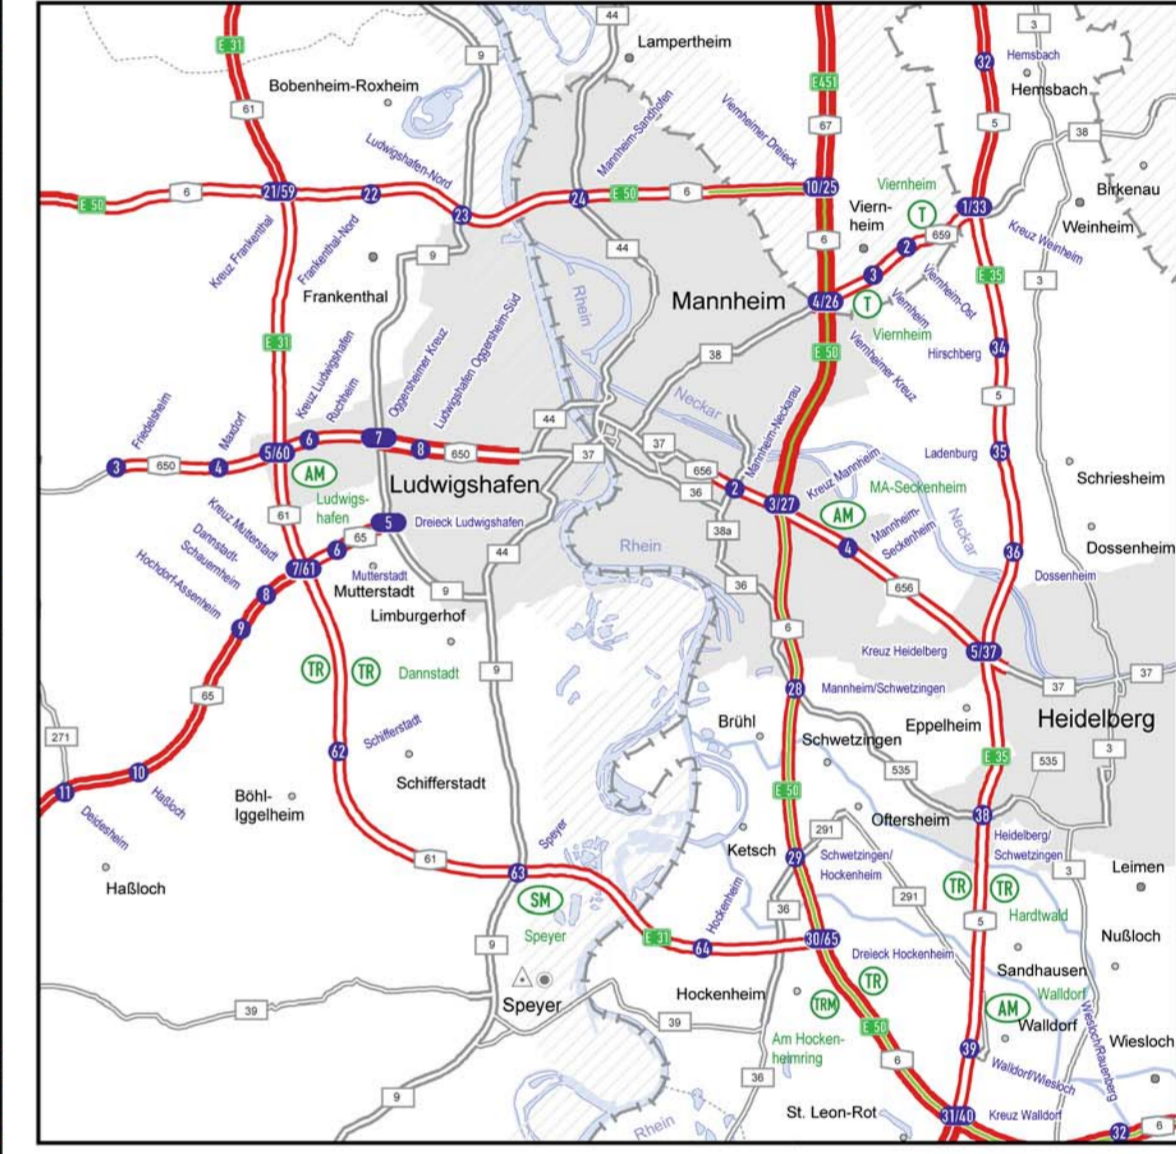 44
3
E 31
9
Lampertheim
32
Hemsbach
Hemsbach
E451
Bobenheim-Roxheim
61
67
5
38
Mannheim-Sandhofen
Viernheimer Dreieck
Ludwigshafen-Nord
Birkenau
Viernheim
E 50
6
21/59
22
23
24
E 50
6
10/25
T
1/33
Viern-
heim
2
659
Weinheim
Kreuz Weinheim
Kreuz Frankenthal
Frankenthal-Nord
9
44
6
3
E 35
3
Frankenthal
Rhein
Mannheim
4/26
T
Viernheim
Viernheim-Ost
Viernheim
E 31
E 50
Hirschberg
34
38
Viernheimer Kreuz
Kreuz Ludwigshafen
Ruchheim
Oggersheimer Kreuz
Ludwigshafen Oggersheim-Süd
Neckar
5
Friedelsheim
Maxdorf
44
Mannheim-Neckarau
3
650
4
5/60
6
7
8
650
37
37
Ladenburg
35
AM
656
Kreuz Mannheim
Schriesheim
Ludwigshafen
36
2
3/27
MA-Seckenheim
Ludwigs-
hafen
61
5
Dreieck Ludwigshafen
AM
Mannheim-
Seckenheim
Neckar
Kreuz Mutterstadt
65
38a
Dannstadt-
Schauernheim
6
44
Rhein
4
36
Dossenheim
Hochdorf-Assenheim
7/61
Mutterstadt
Mutterstadt
Dossenheim
8
9
36
656
Limburgerhof
9
6
Kreuz Heidelberg
5/37
TR
TR
Dannstadt
9
37
37
65
28
Mannheim/Schwetzingen
271
62
Schifferstadt
Brühl
Schwetzingen
Eppelheim
Heidelberg
10
Schifferstadt
535
E 35
535
3
11
Haßloch
Böhl-
Iggelheim
E 50
Deidesheim
Oftersheim
38
Speyer
291
Heidelberg/
Schwetzingen
61
Ketsch
29
Schwetzingen/
Hockenheim
Haßloch
63
3
Leimen
SM
Hockenheim
TR
TR
36
291
Hardtwald
Speyer
E 31
5
9
64
30/65
Nußloch
Dreieck Hockenheim
Sandhausen
Speyer
Hockenheim
TR
TRM
AM
Walldorf
Walldorf
39
39
E 50
Am Hocken-
heimring
Wiesloch
39
Wiesloch/Rauenberg
6
Walldorf/Wiesloch
36
9
St. Leon-Rot
31/40
Kreuz Walldorf
Rhein
32
6